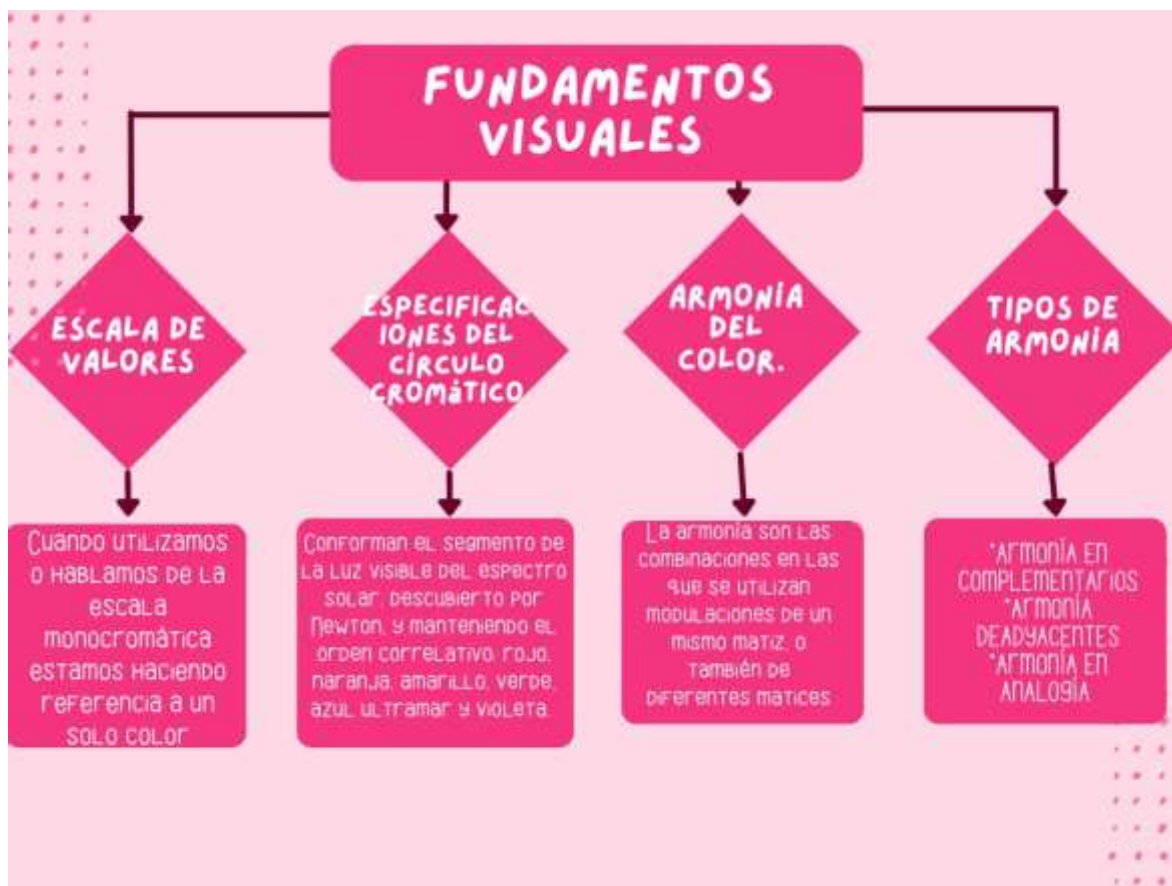 FUNDAMENTOS
VISUALES
ESCALA DE
VALORES
ESPECIFICAC
IONES DEL
CÍRCULO
CROMÁTICO
ARMONÍA
DEL
COLOR.
TIPOS DE
ARMONÍA
Cuando utilizamos
o hablamos de la
escala
monocromática
estamos haciendo
referencia a un
solo color
Conforman el segmento de
la luz visible del espectro
solar, descubierto por
Newton, y manteniendo el
orden correlativo: rojo,
naranja, amarillo, verde,
azul ultramar y violeta.
La armonía son las
combinaciones en las
que se utilizan
modulaciones de un
mismo matiz, o
también de
diferentes matices
*ARMONÍA EN
COMPLEMENTARIOS
*ARMONÍA
DEADYACENTES
*ARMONÍA EN
ANALOGÍA